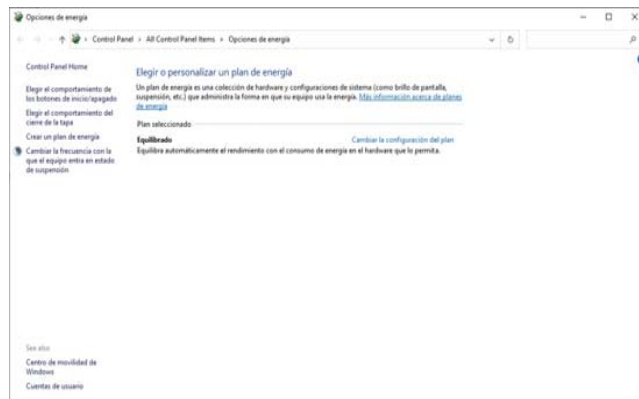 Opciones de energía
Control Panel > All Control Panel Items > Opciones de energía
Control Panel Home
Elegir el comportamiento de
los botones de inicio/apagado
Elegir el comportamiento del
cierre de la tapa
Crear un plan de energía
Cambiar la frecuencia con la
que el equipo entra en estado
de suspensión
Elegir o personalizar un plan de energía
Un plan de energía es una colección de hardware y configuraciones de sistema (como brillo de pantalla,
suspensión, etc.) que administra la forma en que su equipo usa la energía. Más información acerca de planes
de energía
Plan seleccionado
Equilibrado Cambiar la configuración del plan
Equilibra automáticamente el rendimiento con el consumo de energía en el hardware que lo permita.
See also
Centro de movilidad de
Windows
Cuentas de usuario